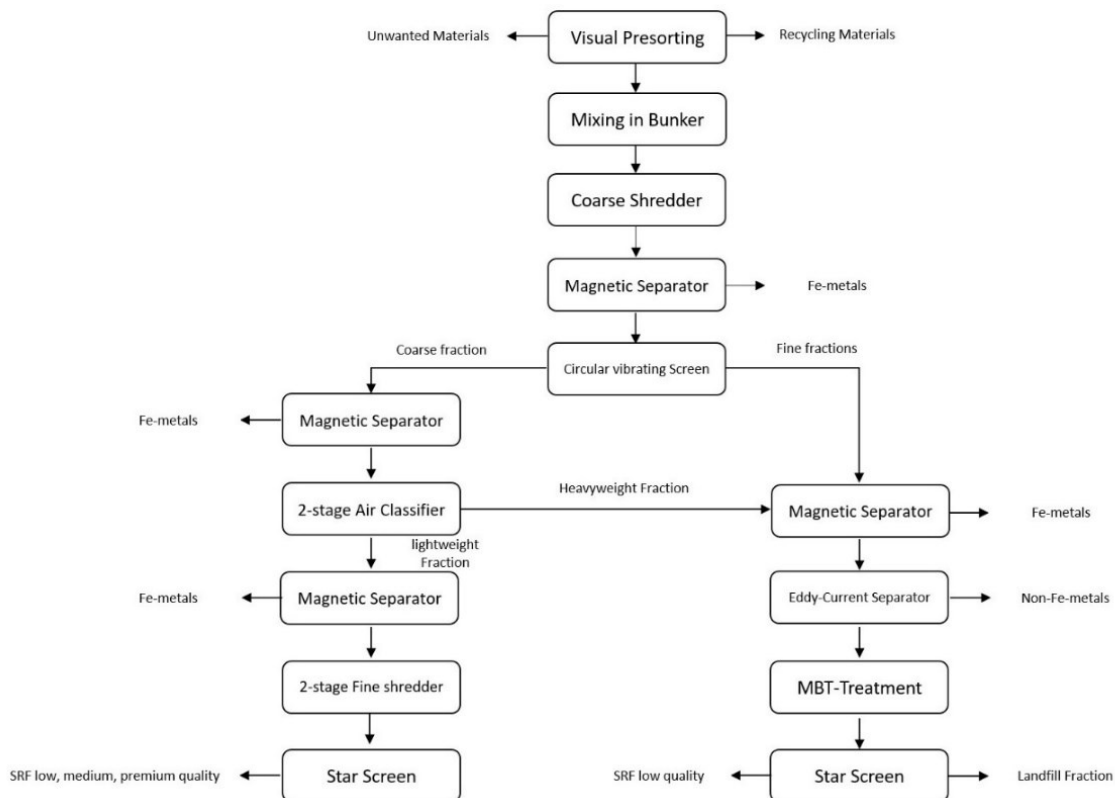 Unwanted Materials
Visual Presorting
Recycling Materials
Mixing in Bunker
Coarse Shredder
Magnetic Separator
Fe-metals
Coarse fraction
Circular vibrating Screen
Fine fractions
Fe-metals
Magnetic Separator
2-stage Air Classifier
Heavyweight Fraction
Magnetic Separator
Fe-metals
lightweight
Fraction
Fe-metals
Magnetic Separator
Eddy-Current Separator
Non-Fe-metals
2-stage Fine shredder
MBT-Treatment
SRF low, medium, premium quality
Star Screen
SRF low quality
Star Screen
Landfill Fraction